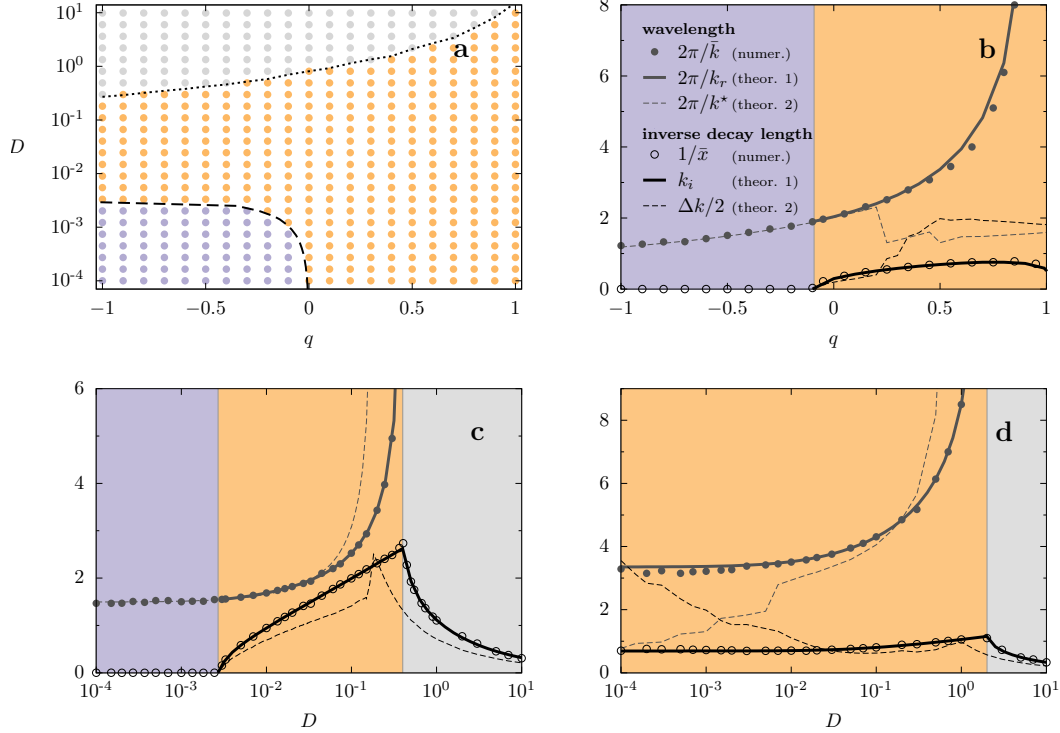 a
10^1
10^0
10^-1
10^-2
10^-3
10^-4
D
−1
−0.5
0
0.5
1
q
b
8
6
4
2
0
wavelength
2π/k̄ (numer.)
2π/k_r (theor. 1)
2π/k* (theor. 2)
inverse decay length
1/x̄ (numer.)
k_i (theor. 1)
Δk/2 (theor. 2)
−1
−0.5
0
0.5
1
q
c
6
4
2
0
10^-4
10^-3
10^-2
10^-1
10^0
10^1
D
d
8
6
4
2
0
10^-4
10^-3
10^-2
10^-1
10^0
10^1
D